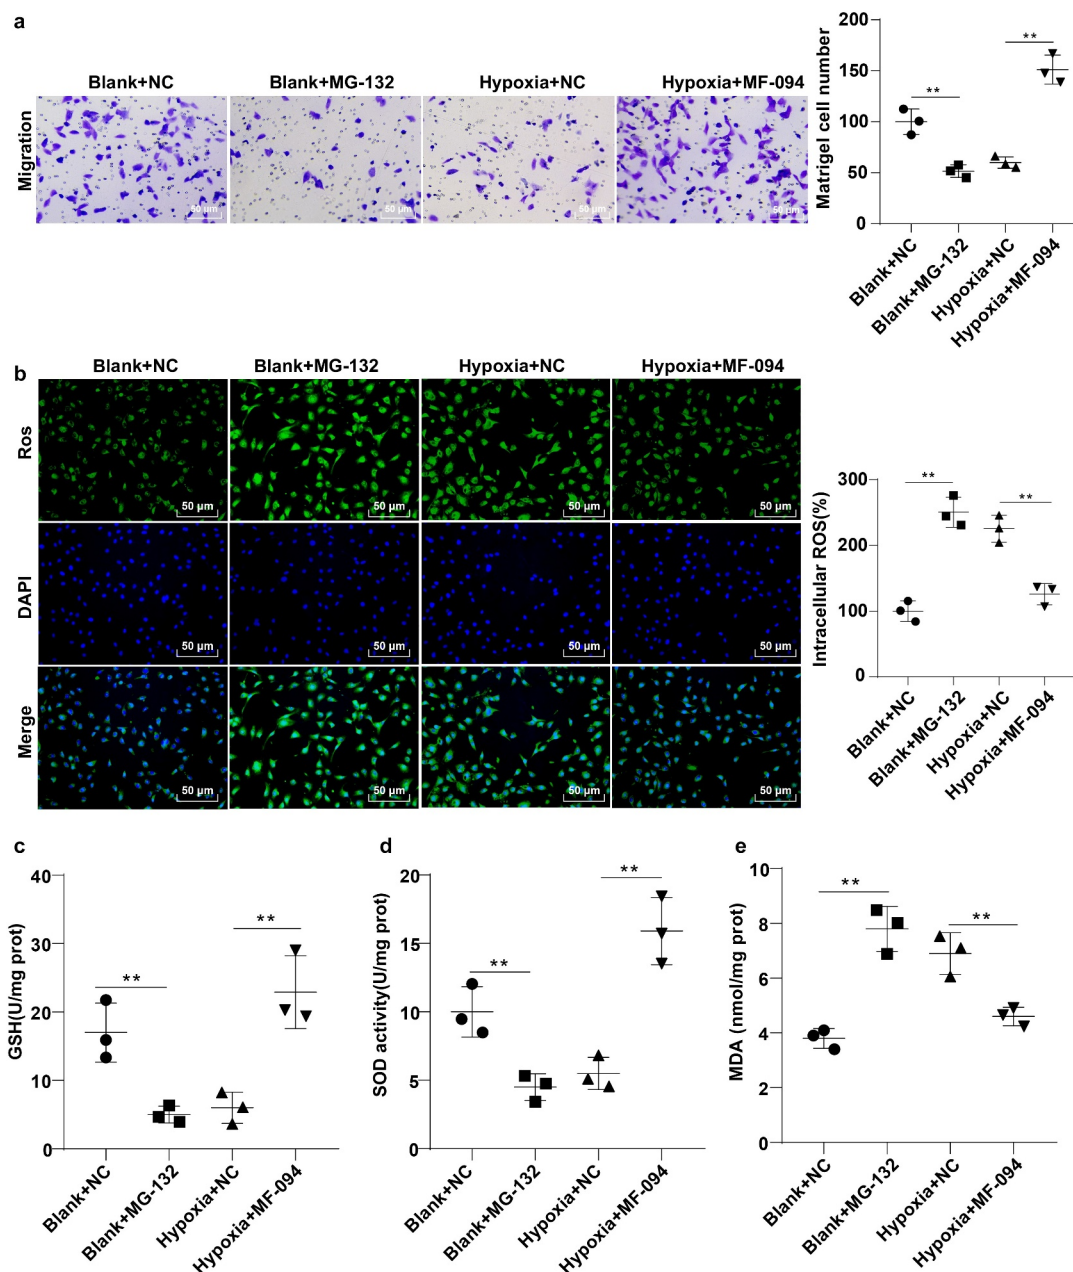 a
Blank+NC Blank+MG-132 Hypoxia+NC Hypoxia+MF-094
Migration
50 µm 50 µm 50 µm 50 µm
Matrigel cell number
200
150
100
50
0
** **
Blank+NC Blank+MG-132 Hypoxia+NC Hypoxia+MF-094
b
Blank+NC Blank+MG-132 Hypoxia+NC Hypoxia+MF-094
Ros
50 µm 50 µm 50 µm 50 µm
DAPI
50 µm 50 µm 50 µm 50 µm
Merge
50 µm 50 µm 50 µm 50 µm
Intracellular ROS(%)
300
200
100
0
** **
Blank+NC Blank+MG-132 Hypoxia+NC Hypoxia+MF-094
c
GSH(U/mg prot)
40
30
20
10
0
** **
Blank+NC Blank+MG-132 Hypoxia+NC Hypoxia+MF-094
d
SOD activity(U/mg prot)
20
15
10
5
0
** **
Blank+NC Blank+MG-132 Hypoxia+NC Hypoxia+MF-094
e
MDA (nmol/mg prot)
10
8
6
4
2
0
** **
Blank+NC Blank+MG-132 Hypoxia+NC Hypoxia+MF-094